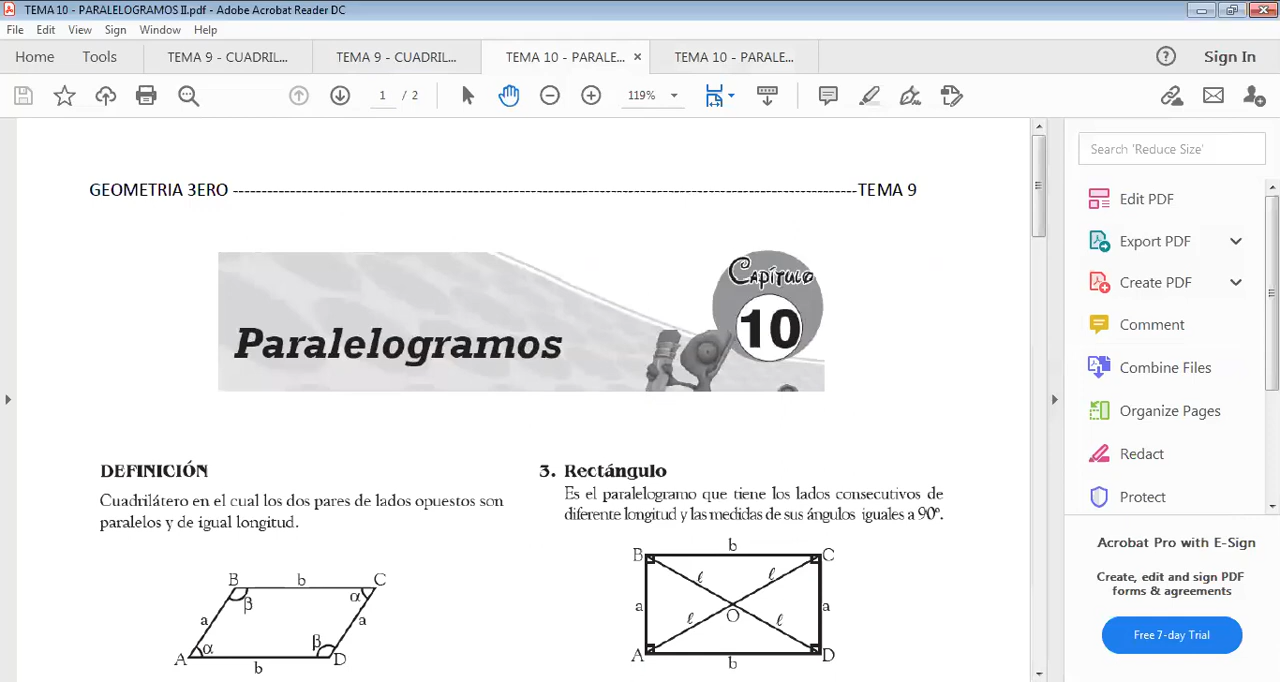 TEMA 10 - PARALELOGRAMOS II.pdf - Adobe Acrobat Reader DC
File Edit View Sign Window Help
Home Tools TEMA 9 - CUADRIL... TEMA 9 - CUADRIL... TEMA 10 - PARALE... × TEMA 10 - PARALE... ? Sign In
1 / 2 119%
GEOMETRIA 3ERO ----------------------------------------------------------------------------------------------------------------TEMA 9
Capítulo
10
Paralelogramos
DEFINICIÓN
Cuadrilátero en el cual los dos pares de lados opuestos son
paralelos y de igual longitud.
B b C
α
β
a a
β
A α D
b
3. Rectángulo
Es el paralelogramo que tiene los lados consecutivos de
diferente longitud y las medidas de sus ángulos iguales a 90º.
b
B C
ℓ ℓ
a O a
ℓ ℓ
A D
b
Search 'Reduce Size'
Edit PDF
Export PDF
Create PDF
Comment
Combine Files
Organize Pages
Redact
Protect
Acrobat Pro with E-Sign
Create, edit and sign PDF
forms & agreements
Free 7-day Trial